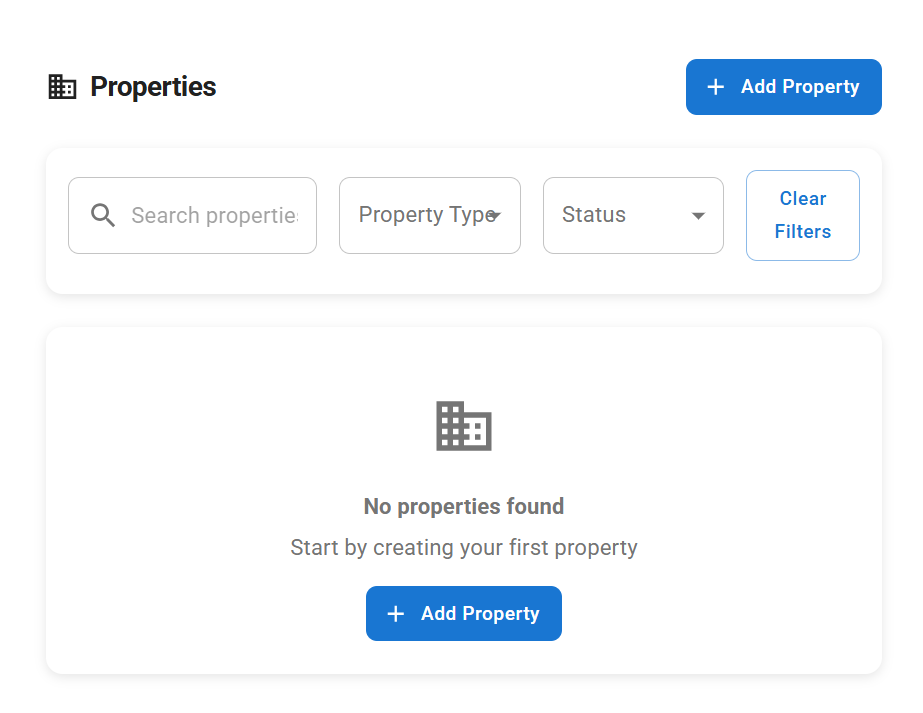 Properties
Add Property
Search propertie
Property Type
Status
Clear
Filters
No properties found
Start by creating your first property
Add Property